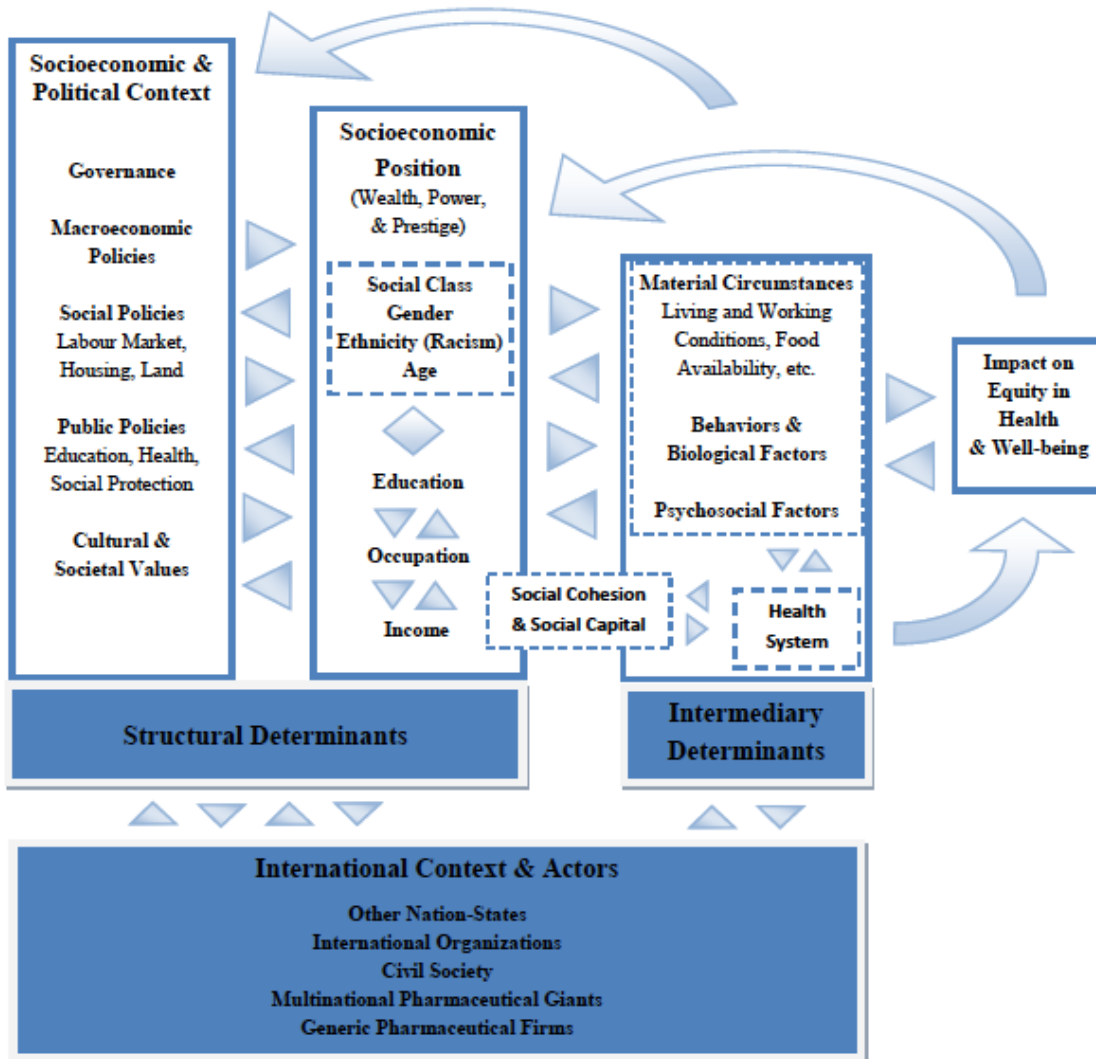 Socioeconomic &
Political Context
Governance
Macroeconomic
Policies
Social Policies
Labour Market,
Housing, Land
Public Policies
Education, Health,
Social Protection
Cultural &
Societal Values
Socioeconomic
Position
(Wealth, Power,
& Prestige)
Social Class
Gender
Ethnicity (Racism)
Age
Education
Occupation
Income
Social Cohesion
& Social Capital
Material Circumstances
Living and Working
Conditions, Food
Availability, etc.
Behaviors &
Biological Factors
Psychosocial Factors
Health
System
Impact on
Equity in
Health
& Well-being
Structural Determinants
Intermediary
Determinants
International Context & Actors
Other Nation-States
International Organizations
Civil Society
Multinational Pharmaceutical Giants
Generic Pharmaceutical Firms